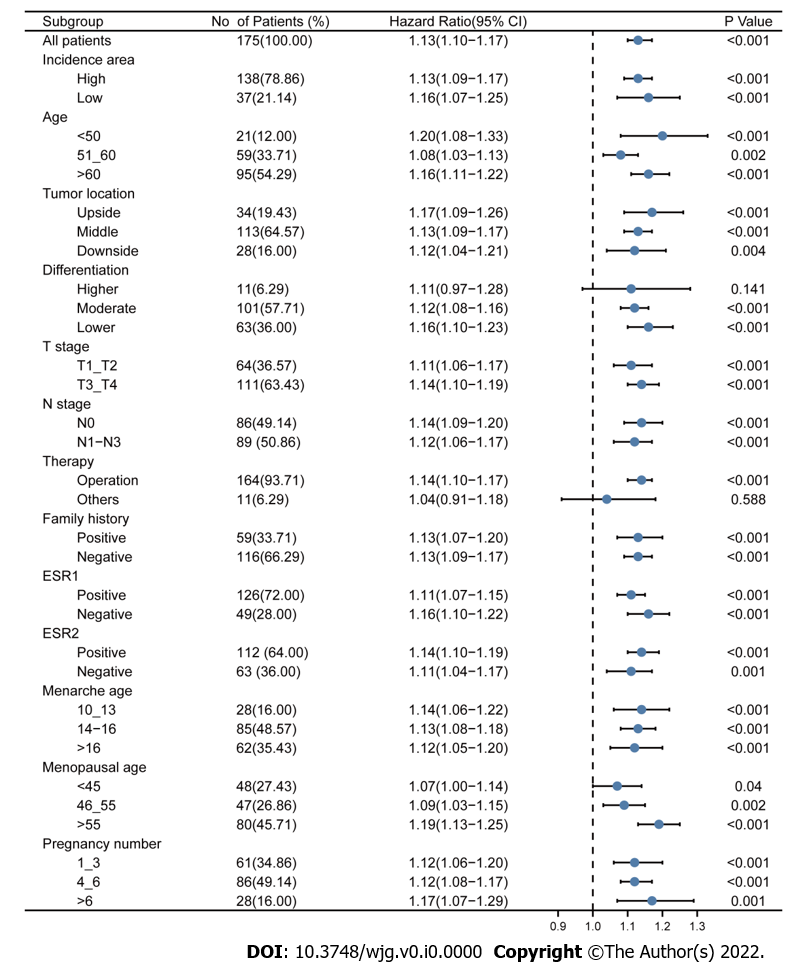 Subgroup No of Patients (%) Hazard Ratio(95% CI) P Value
All patients 175(100.00) 1.13(1.10−1.17) <0.001
Incidence area
High 138(78.86) 1.13(1.09−1.17) <0.001
Low 37(21.14) 1.16(1.07−1.25) <0.001
Age
<50 21(12.00) 1.20(1.08−1.33) <0.001
51_60 59(33.71) 1.08(1.03−1.13) 0.002
>60 95(54.29) 1.16(1.11−1.22) <0.001
Tumor location
Upside 34(19.43) 1.17(1.09−1.26) <0.001
Middle 113(64.57) 1.13(1.09−1.17) <0.001
Downside 28(16.00) 1.12(1.04−1.21) 0.004
Differentiation
Higher 11(6.29) 1.11(0.97−1.28) 0.141
Moderate 101(57.71) 1.12(1.08−1.16) <0.001
Lower 63(36.00) 1.16(1.10−1.23) <0.001
T stage
T1_T2 64(36.57) 1.11(1.06−1.17) <0.001
T3_T4 111(63.43) 1.14(1.10−1.19) <0.001
N stage
N0 86(49.14) 1.14(1.09−1.20) <0.001
N1−N3 89 (50.86) 1.12(1.06−1.17) <0.001
Therapy
Operation 164(93.71) 1.14(1.10−1.17) <0.001
Others 11(6.29) 1.04(0.91−1.18) 0.588
Family history
Positive 59(33.71) 1.13(1.07−1.20) <0.001
Negative 116(66.29) 1.13(1.09−1.17) <0.001
ESR1
Positive 126(72.00) 1.11(1.07−1.15) <0.001
Negative 49(28.00) 1.16(1.10−1.22) <0.001
ESR2
Positive 112 (64.00) 1.14(1.10−1.19) <0.001
Negative 63 (36.00) 1.11(1.04−1.17) 0.001
Menarche age
10_13 28(16.00) 1.14(1.06−1.22) <0.001
14−16 85(48.57) 1.13(1.08−1.18) <0.001
>16 62(35.43) 1.12(1.05−1.20) <0.001
Menopausal age
<45 48(27.43) 1.07(1.00−1.14) 0.04
46_55 47(26.86) 1.09(1.03−1.15) 0.002
>55 80(45.71) 1.19(1.13−1.25) <0.001
Pregnancy number
1_3 61(34.86) 1.12(1.06−1.20) <0.001
4_6 86(49.14) 1.12(1.08−1.17) <0.001
>6 28(16.00) 1.17(1.07−1.29) 0.001
0.9 1.0 1.1 1.2 1.3
DOI: 10.3748/wjg.v0.i0.0000 Copyright ©The Author(s) 2022.